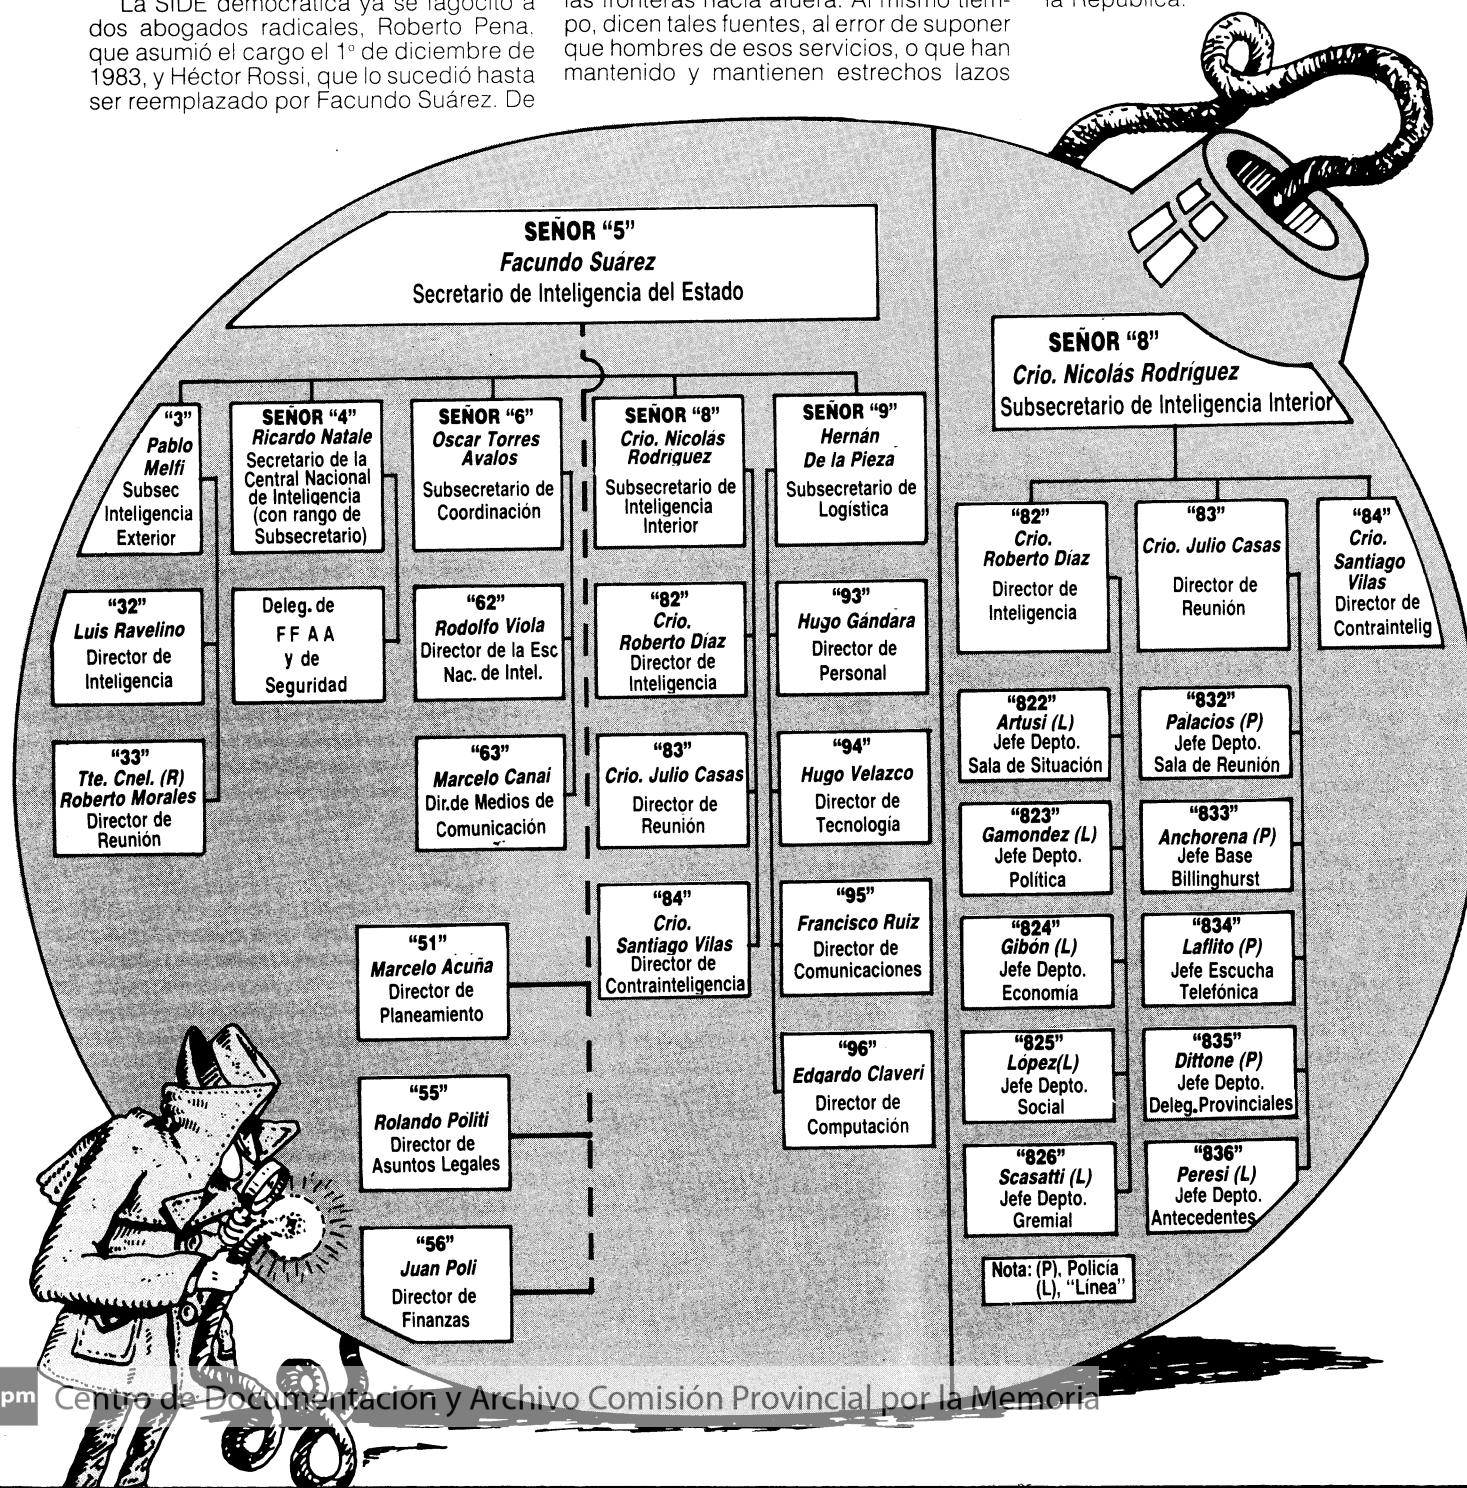 La SIDE democrática ya se fagocitó a
dos abogados radicales, Roberto Pena,
que asumió el cargo el 1º de diciembre de
1983, y Héctor Rossi, que lo sucedió hasta
ser reemplazado por Facundo Suárez. De
las fronteras hacia afuera. Al mismo tiem-
po, dicen tales fuentes, al error de suponer
que hombres de esos servicios, o que han
mantenido y mantienen estrechos lazos
la República.
SEÑOR “5”
Facundo Suárez
Secretario de Inteligencia del Estado
“3”
Pablo
Melfi
Subsec
Inteligencia
Exterior
“32”
Luis Ravelino
Director de
Inteligencia
“33”
Tte. Cnel. (R)
Roberto Morales
Director de
Reunión
SEÑOR “4”
Ricardo Natale
Secretario de la
Central Nacional
de Inteligencia
(con rango de
Subsecretario)
Deleg. de
FF AA
y de
Seguridad
SEÑOR “6”
Oscar Torres
Avalos
Subsecretario de
Coordinación
“62”
Rodolfo Viola
Director de la Esc
Nac. de Intel.
“63”
Marcelo Canai
Dir.de Medios de
Comunicación
SEÑOR “8”
Crio. Nicolás
Rodríguez
Subsecretario de
Inteligencia
Interior
“82”
Crio.
Roberto Díaz
Director de
Inteligencia
“83”
Crio. Julio Casas
Director de
Reunión
“84”
Crio.
Santiago Vilas
Director de
Contrainteligencia
SEÑOR “9”
Hernán
De la Pieza
Subsecretario de
Logística
“93”
Hugo Gándara
Director de
Personal
“94”
Hugo Velazco
Director de
Tecnología
“95”
Francisco Ruiz
Director de
Comunicaciones
“96”
Edgardo Claveri
Director de
Computación
“51”
Marcelo Acuña
Director de
Planeamiento
“55”
Rolando Politi
Director de
Asuntos Legales
“56”
Juan Poli
Director de
Finanzas
SEÑOR “8”
Crio. Nicolás Rodríguez
Subsecretario de Inteligencia Interior
“82”
Crio.
Roberto Díaz
Director de
Inteligencia
“822”
Artusi (L)
Jefe Depto.
Sala de Situación
“823”
Gamondez (L)
Jefe Depto.
Política
“824”
Gibón (L)
Jefe Depto.
Economía
“825”
López(L)
Jefe Depto.
Social
“826”
Scasatti (L)
Jefe Depto.
Gremial
“83”
Crio. Julio Casas
Director de
Reunión
“832”
Palacios (P)
Jefe Depto.
Sala de Reunión
“833”
Anchorena (P)
Jefe Base
Billinghurst
“834”
Laflito (P)
Jefe Escucha
Telefónica
“835”
Dittone (P)
Jefe Depto.
Deleg.Provinciales
“836”
Peresi (L)
Jefe Depto.
Antecedentes
“84”
Crio.
Santiago
Vilas
Director de
Contraintelig
Nota: (P), Policía
(L), “Línea”
pm Centro de Documentación y Archivo Comisión Provincial por la Memoria